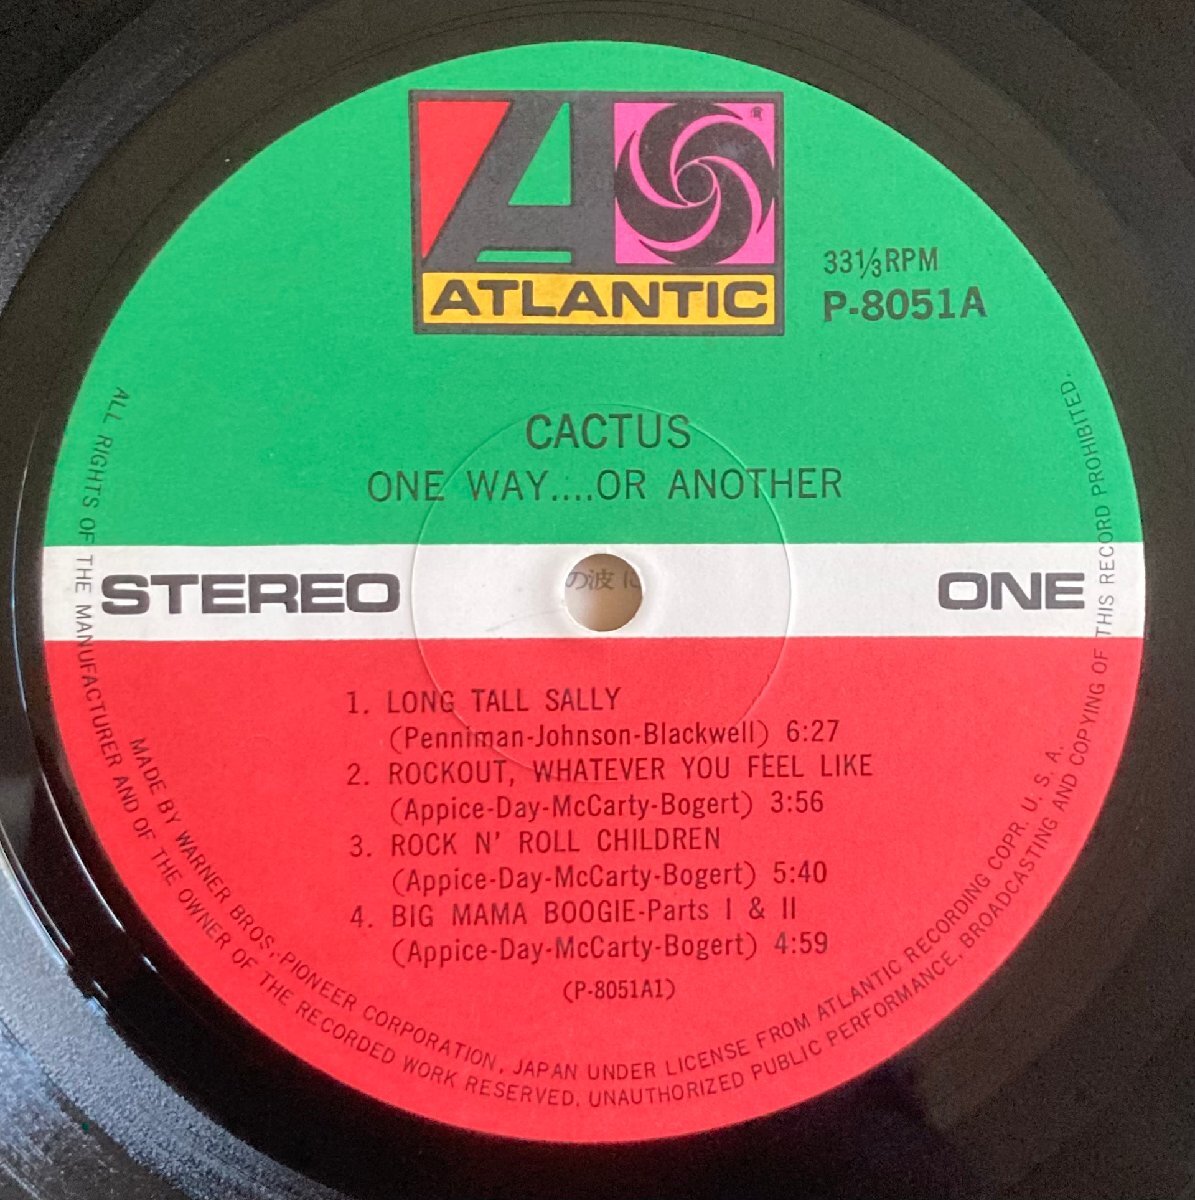 ATLANTIC
33⅓RPM
P-8051A
CACTUS
ONE WAY....OR ANOTHER
STEREO
の波に
ONE
1. LONG TALL SALLY
(Penniman-Johnson-Blackwell) 6:27
2. ROCKOUT, WHATEVER YOU FEEL LIKE
(Appice-Day-McCarty-Bogert) 3:56
3. ROCK N' ROLL CHILDREN
(Appice-Day-McCarty-Bogert) 5:40
4. BIG MAMA BOOGIE-Parts I & II
(Appice-Day-McCarty-Bogert) 4:59
(P-8051A1)
MADE BY WARNER BROS.-PIONEER CORPORATION, JAPAN UNDER LICENSE FROM ATLANTIC RECORDING COPR. U. S. A.
ALL RIGHTS OF THE MANUFACTURER AND OF THE OWNER OF THE RECORDED WORK RESERVED. UNAUTHORIZED PUBLIC PERFORMANCE, BROADCASTING AND COPYING OF THIS RECORD PROHIBITED.